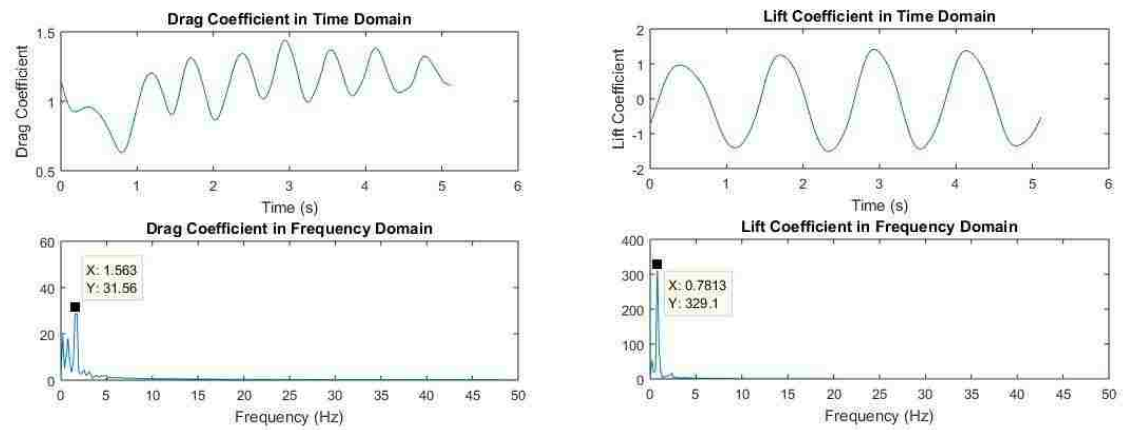 Drag Coefficient in Time Domain
1.5
1
0.5
Drag Coefficient
0 1 2 3 4 5 6
Time (s)
Lift Coefficient in Time Domain
2
1
0
-1
-2
Lift Coefficient
0 1 2 3 4 5 6
Time (s)
Drag Coefficient in Frequency Domain
60
40
20
0
X: 1.563
Y: 31.56
0 5 10 15 20 25 30 35 40 45 50
Frequency (Hz)
Lift Coefficient in Frequency Domain
400
300
200
100
0
X: 0.7813
Y: 329.1
0 5 10 15 20 25 30 35 40 45 50
Frequency (Hz)